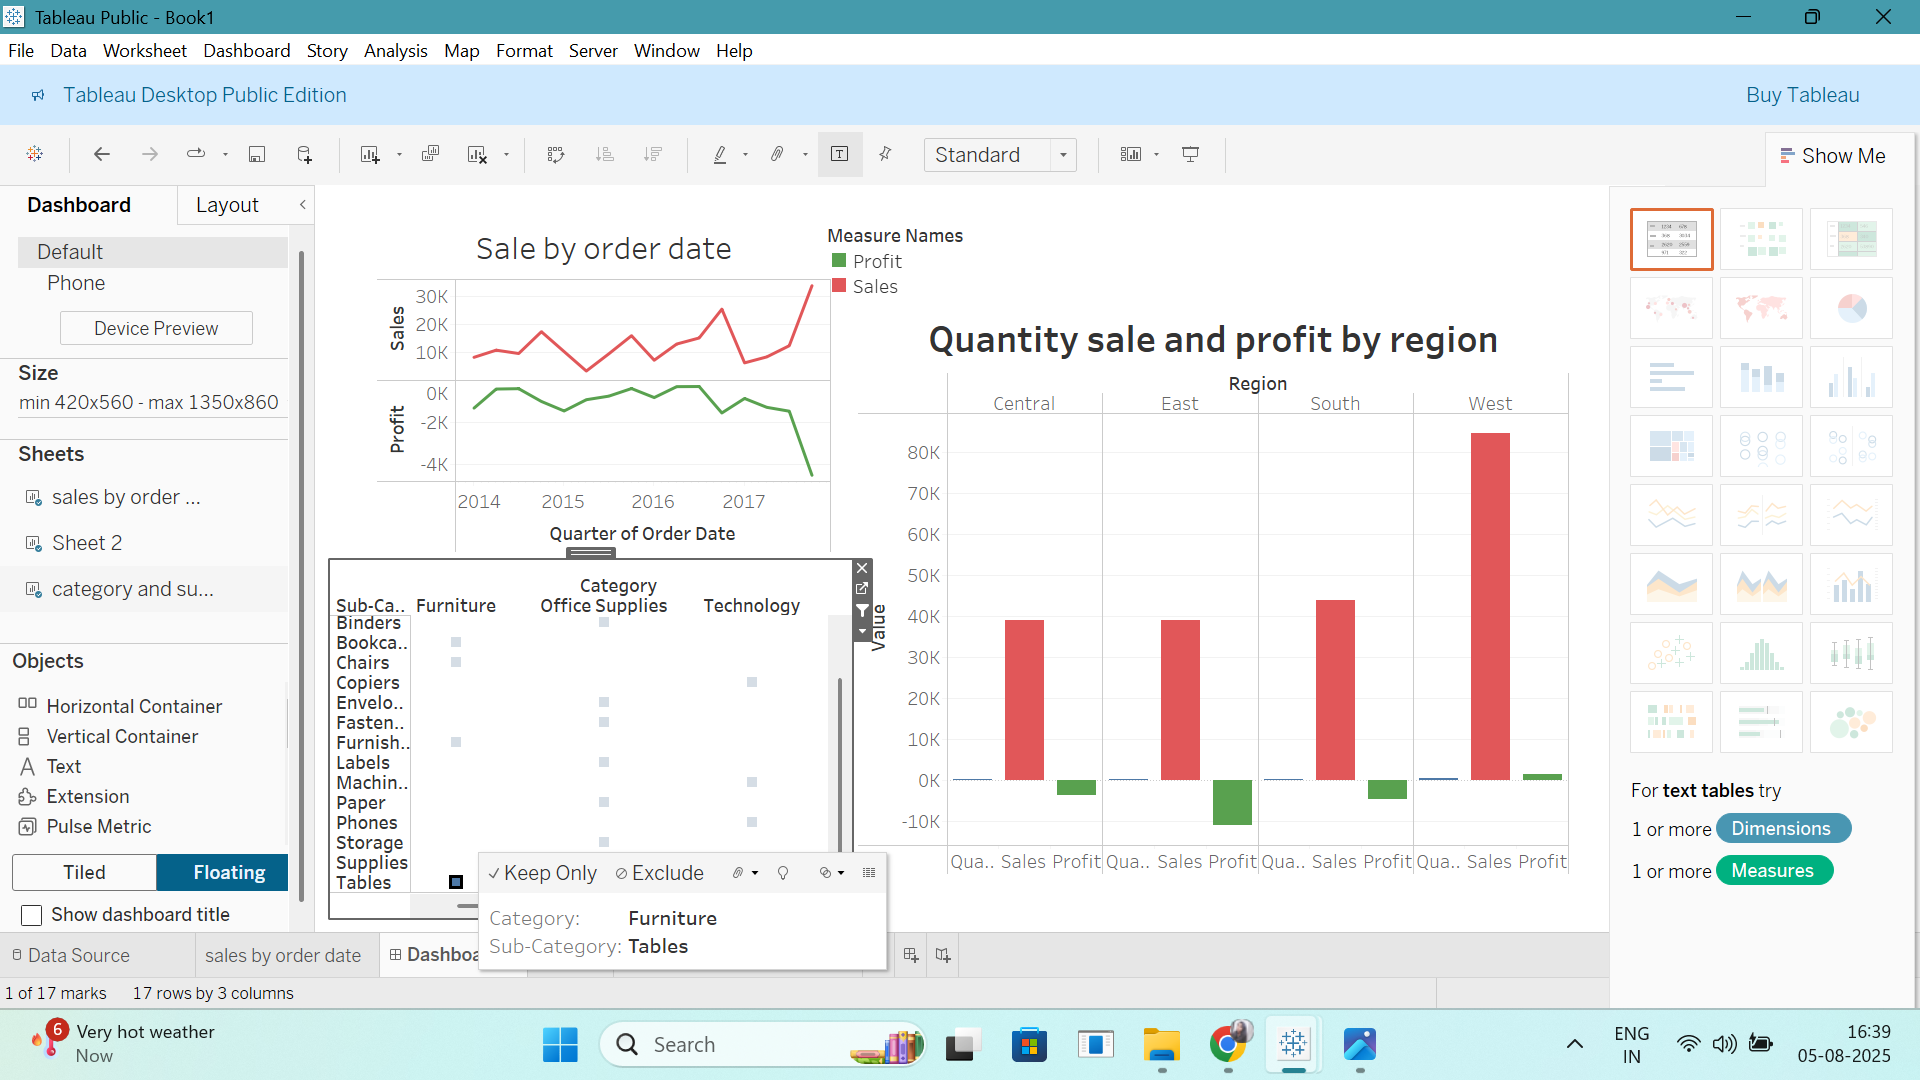 Tableau Public - Book1
File Data Worksheet Dashboard Story Analysis Map Format Server Window Help
Tableau Desktop Public Edition
Buy Tableau
Standard
Show Me
Dashboard
Layout
Default
Phone
Device Preview
Size
min 420x560 - max 1350x860
Sheets
sales by order ...
Sheet 2
category and su...
Objects
Horizontal Container
Vertical Container
Text
Extension
Pulse Metric
Tiled
Floating
Show dashboard title
Sale by order date
Sales
30K
20K
10K
Profit
0K
-2K
-4K
2014 2015 2016 2017
Quarter of Order Date
Measure Names
Profit
Sales
Category
Sub-Ca.. Furniture Office Supplies Technology
Binders
Bookca..
Chairs
Copiers
Envelo..
Fasten..
Furnish..
Labels
Machin..
Paper
Phones
Storage
Supplies
Tables
Keep Only
Exclude
Category: Furniture
Sub-Category: Tables
Quantity sale and profit by region
Region
Central East South West
Value
80K
70K
60K
50K
40K
30K
20K
10K
0K
-10K
Qua.. Sales Profit Qua.. Sales Profit Qua.. Sales Profit Qua.. Sales Profit
For text tables try
1 or more Dimensions
1 or more Measures
Data Source
sales by order date
Dashboa
1 of 17 marks
17 rows by 3 columns
6
Very hot weather
Now
Search
ENG
IN
16:39
05-08-2025